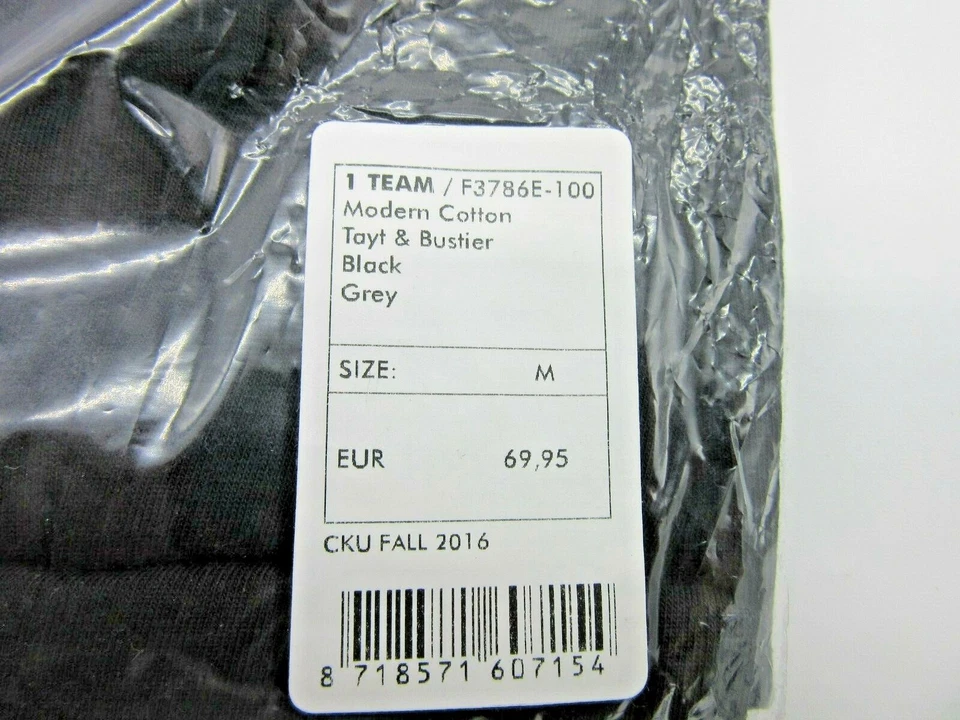 1 TEAM / F3786E-100
Modern Cotton
Tayt & Bustier
Black
Grey
SIZE: M
EUR 69,95
CKU FALL 2016
8 718571 607154